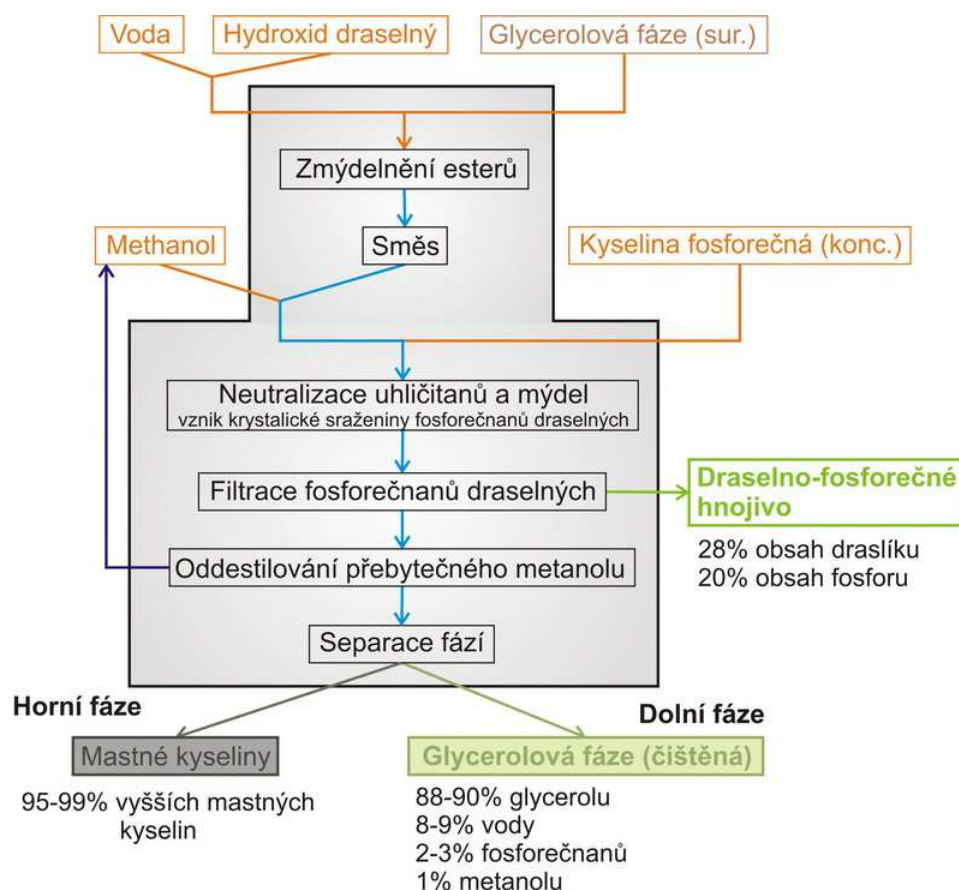 Voda
Hydroxid draselný
Glycerolová fáze (sur.)
Zmýdelnění esterů
Methanol
Směs
Kyselina fosforečná (konc.)
Neutralizace uhličitanů a mýdel
vznik krystalické sraženiny fosforečnanů draselných
Filtrace fosforečnanů draselných
Draselno-fosforečné
hnojivo
28% obsah draslíku
20% obsah fosforu
Oddestilování přebytečného metanolu
Separace fází
Horní fáze
Dolní fáze
Mastné kyseliny
95-99% vyšších mastných
kyselin
Glycerolová fáze (čištěná)
88-90% glycerolu
8-9% vody
2-3% fosforečnanů
1% metanolu